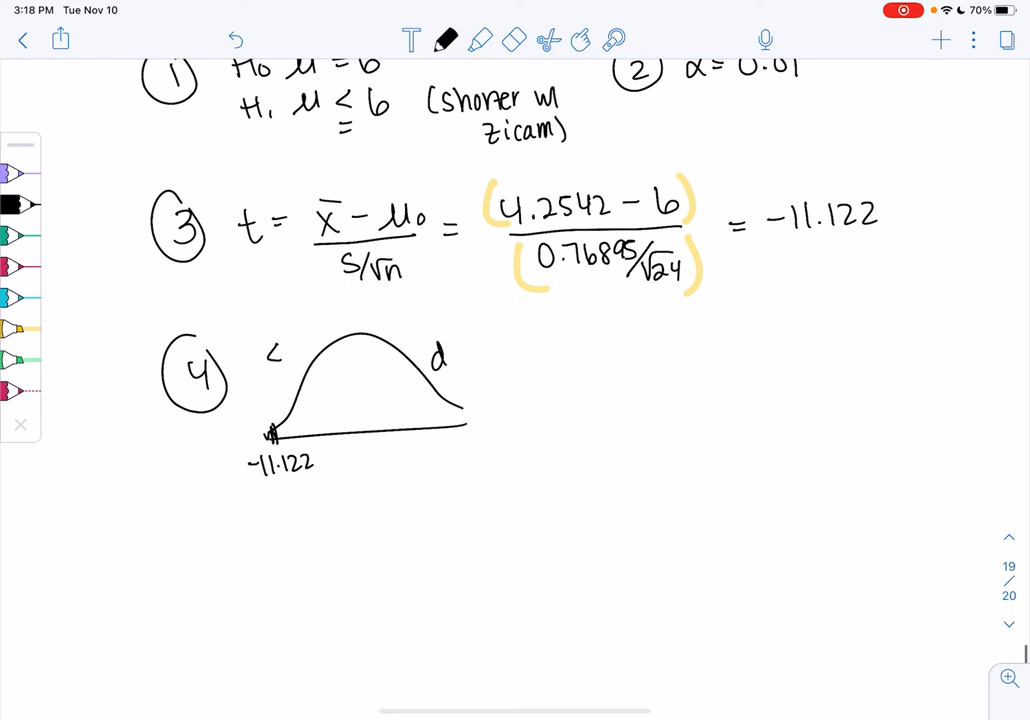 3:18 PM Tue Nov 10
70%
T
① H₀ μ = 6
② α = 0.01
H₁ μ < 6 (shorter w/
zicam)
③ t = x̄ - μ₀ / s/√n = (4.2542 - 6) / (0.76895/√24) = -11.122
④ < d
-11.122
19
/
20